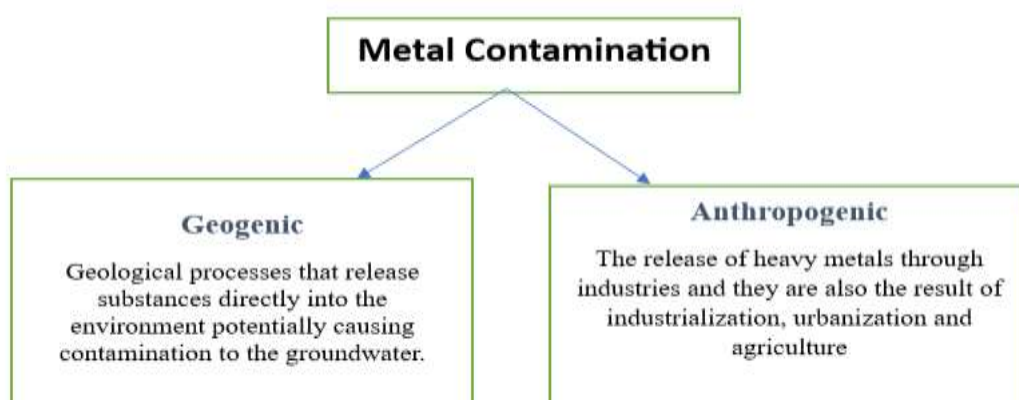 Metal Contamination
Geogenic
Geological processes that release
substances directly into the
environment potentially causing
contamination to the groundwater.
Anthropogenic
The release of heavy metals through
industries and they are also the result of
industrialization, urbanization and
agriculture